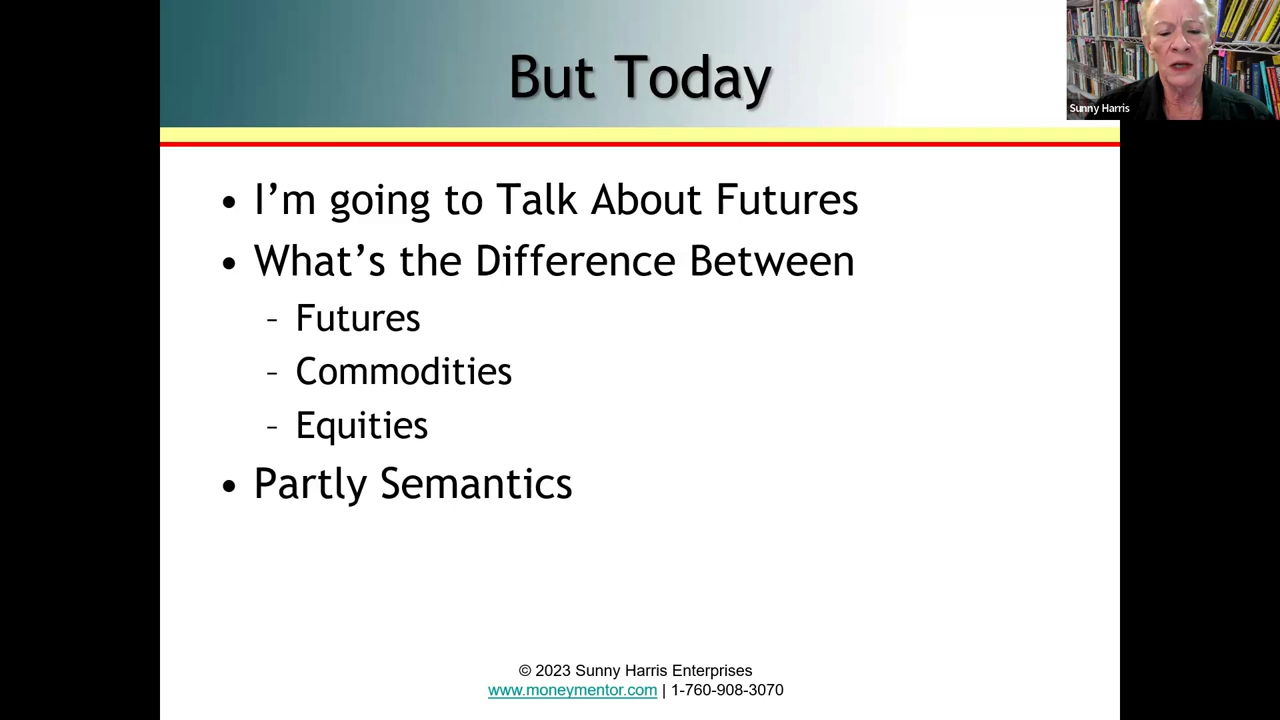 But Today
Sunny Harris
• I’m going to Talk About Futures
• What’s the Difference Between
– Futures
– Commodities
– Equities
• Partly Semantics
© 2023 Sunny Harris Enterprises
www.moneymentor.com | 1-760-908-3070